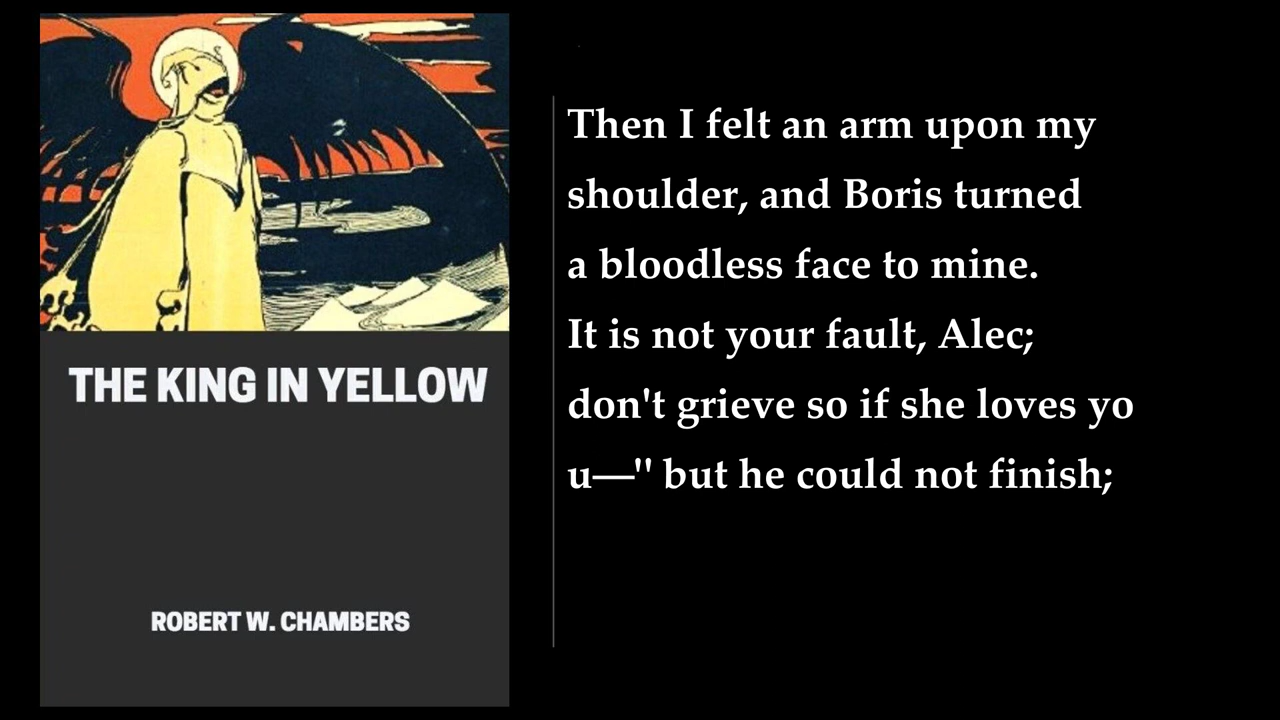 THE KING IN YELLOW
ROBERT W. CHAMBERS
Then I felt an arm upon my
shoulder, and Boris turned
a bloodless face to mine.
It is not your fault, Alec;
don't grieve so if she loves yo
u—" but he could not finish;